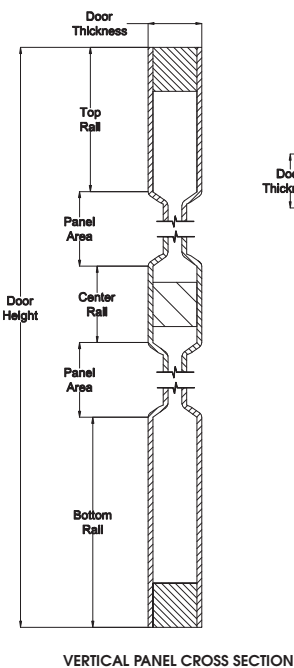 Door
Thickness
Top
Rail
Panel
Area
Door
Height
Center
Rail
Panel
Area
Bottom
Rail
VERTICAL PANEL CROSS SECTION